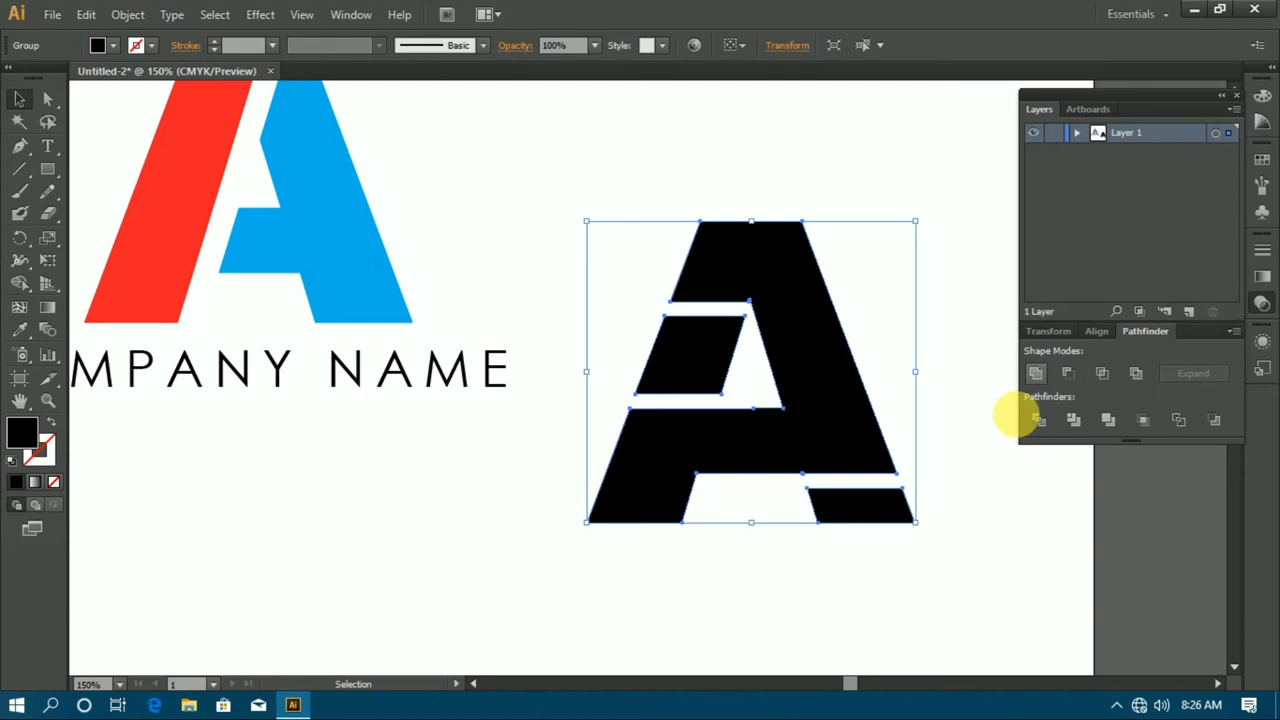 Ai File Edit Object Type Select Effect View Window Help Br Essentials
Group Stroke: Basic Opacity: 100% Style: Transform
Untitled-2* @ 150% (CMYK/Preview)
Layers Artboards
Layer 1
1 Layer
Transform Align Pathfinder
Shape Modes:
Expand
Pathfinders:
MPANY NAME
150% 1 Selection
Ai 8:26 AM